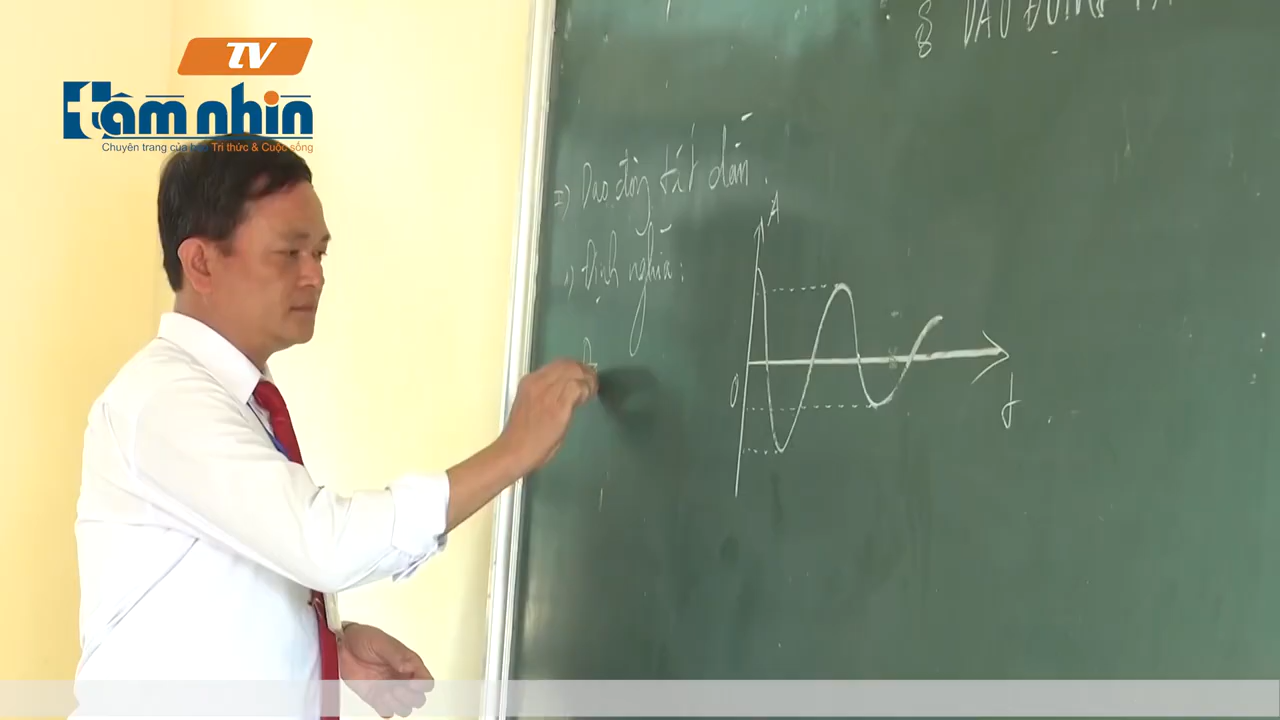 TV
tầm nhìn
Chuyên trang của báo Tri thức & Cuộc sống
§ DAO ĐỘNG
I) Dao động tắt dần.
A
1) Định nghĩa:
O
t